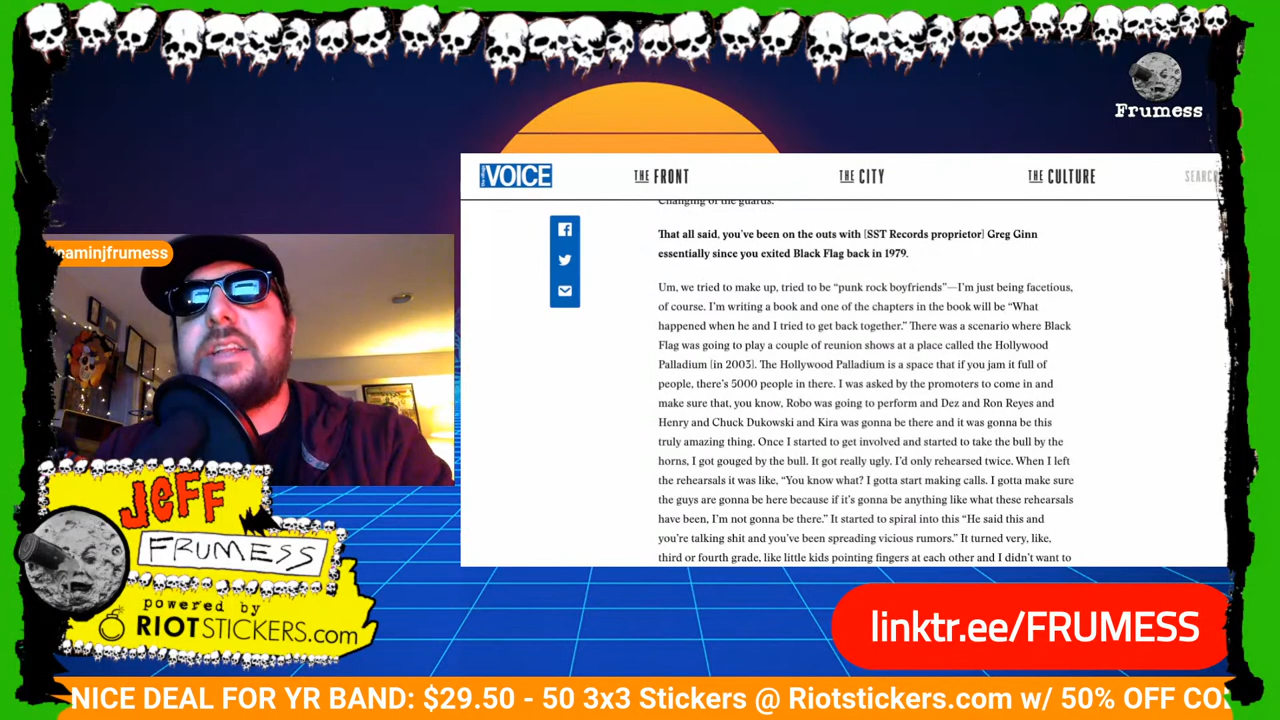 Frumess
the village VOICE
THE FRONT
THE CITY
THE CULTURE
SEARC
Changing of the guards.
That all said, you've been on the outs with [SST Records proprietor] Greg Ginn
essentially since you exited Black Flag back in 1979.
Um, we tried to make up, tried to be “punk rock boyfriends”—I'm just being facetious,
of course. I'm writing a book and one of the chapters in the book will be “What
happened when he and I tried to get back together.” There was a scenario where Black
Flag was going to play a couple of reunion shows at a place called the Hollywood
Palladium [in 2003]. The Hollywood Palladium is a space that if you jam it full of
people, there's 5000 people in there. I was asked by the promoters to come in and
make sure that, you know, Robo was going to perform and Dez and Ron Reyes and
Henry and Chuck Dukowski and Kira was gonna be there and it was gonna be this
truly amazing thing. Once I started to get involved and started to take the bull by the
horns, I got gouged by the bull. It got really ugly. I'd only rehearsed twice. When I left
the rehearsals it was like, “You know what? I gotta start making calls. I gotta make sure
the guys are gonna be here because if it's gonna be anything like what these rehearsals
have been, I'm not gonna be there.” It started to spiral into this “He said this and
you're talking shit and you've been spreading vicious rumors.” It turned very, like,
third or fourth grade, like little kids pointing fingers at each other and I didn't want to
eaminjfrumess
JEFF
FRUMESS
powered by
RIOTSTICKERS.com
linktr.ee/FRUMESS
NICE DEAL FOR YR BAND: $29.50 - 50 3x3 Stickers @ Riotstickers.com w/ 50% OFF CO